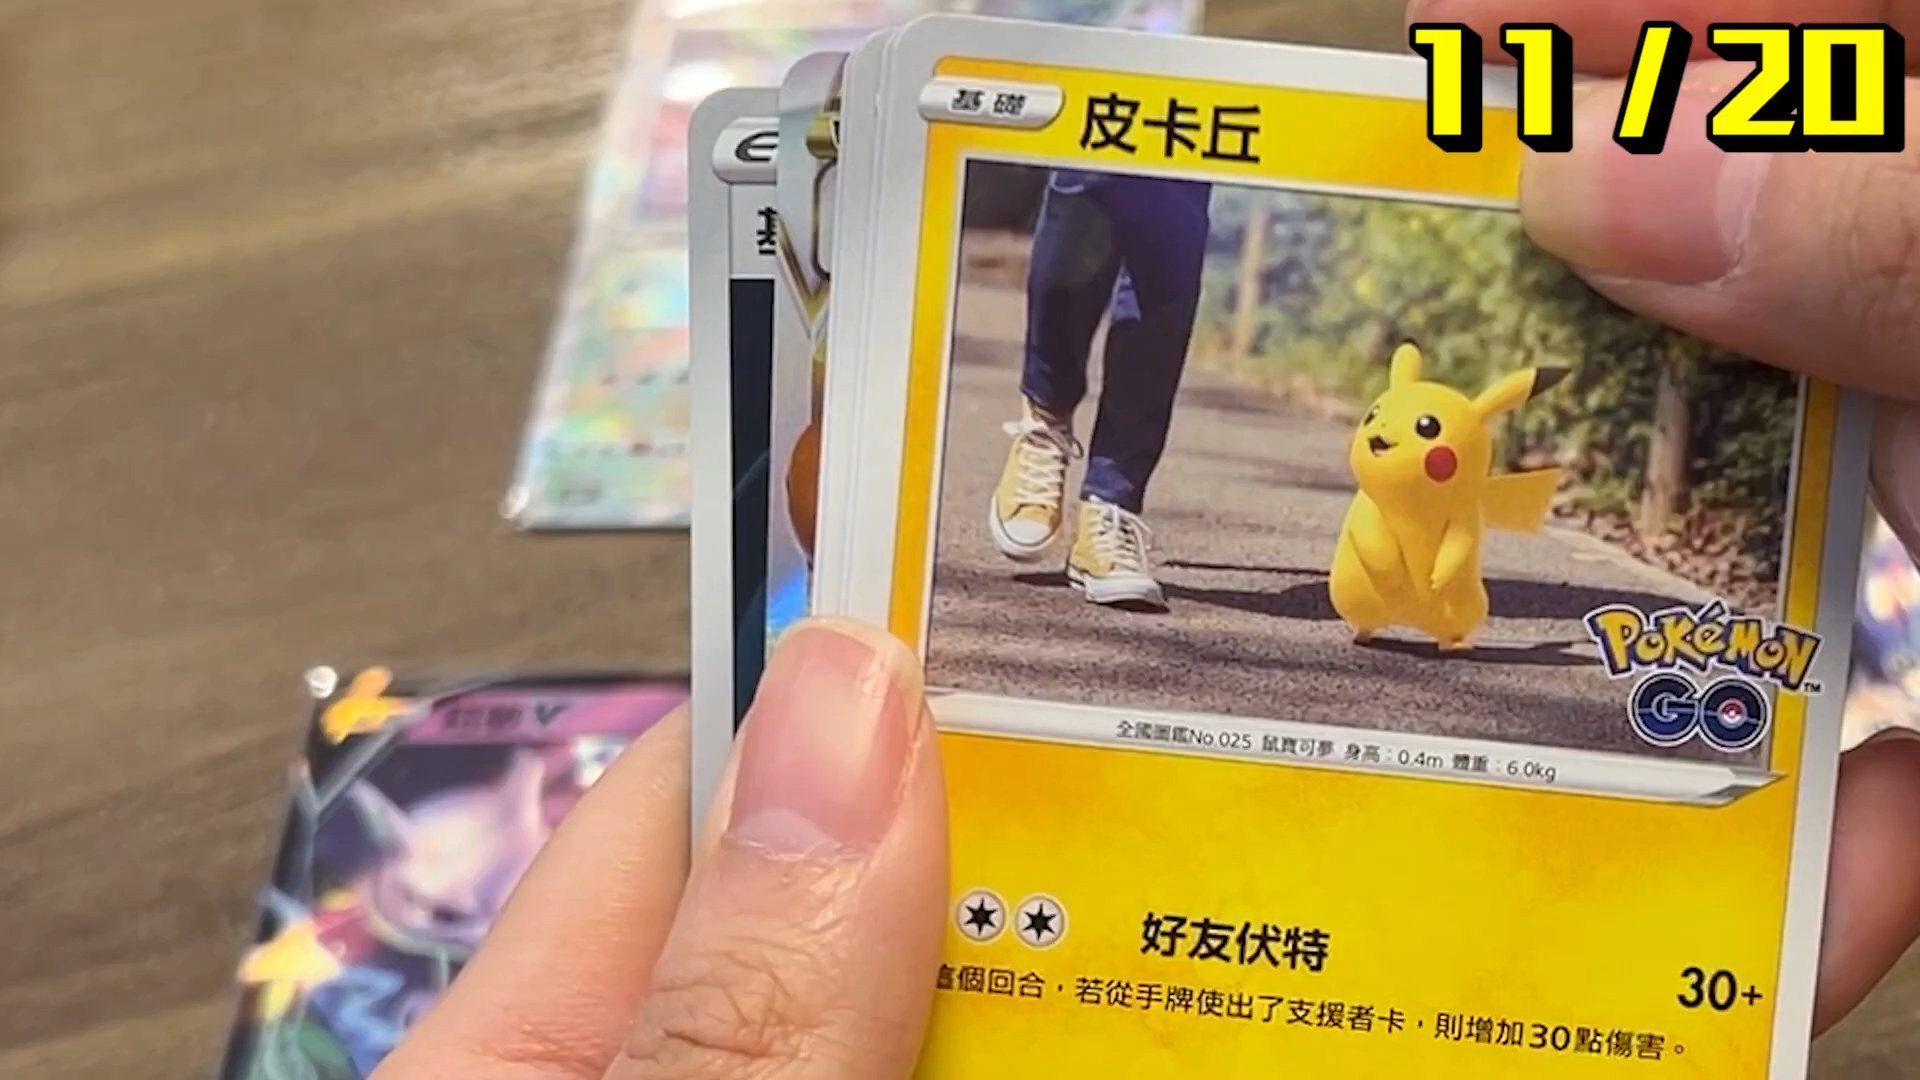 11/20
基礎
皮卡丘
Pokémon
GO
全國圖鑑No.025 鼠寶可夢 身高：0.4m 體重：6.0kg
好友伏特
30+
這個回合，若從手牌使出了支援者卡，則增加30點傷害。